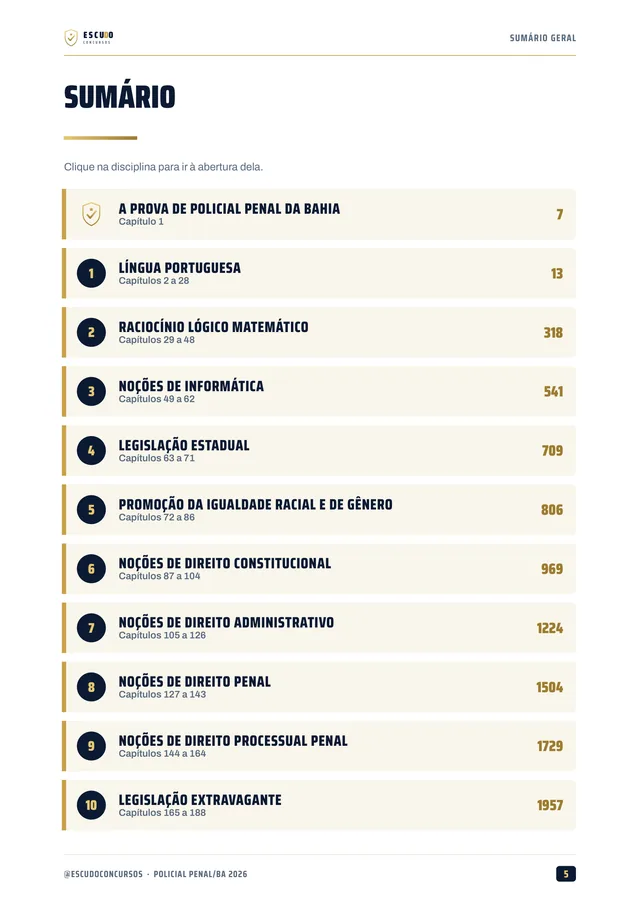 ESCUDO
CONCURSOS
SUMÁRIO GERAL
SUMÁRIO
Clique na disciplina para ir à abertura dela.
A PROVA DE POLICIAL PENAL DA BAHIA
Capítulo 1
7
1
LÍNGUA PORTUGUESA
Capítulos 2 a 28
13
2
RACIOCÍNIO LÓGICO MATEMÁTICO
Capítulos 29 a 48
318
3
NOÇÕES DE INFORMÁTICA
Capítulos 49 a 62
541
4
LEGISLAÇÃO ESTADUAL
Capítulos 63 a 71
709
5
PROMOÇÃO DA IGUALDADE RACIAL E DE GÊNERO
Capítulos 72 a 86
806
6
NOÇÕES DE DIREITO CONSTITUCIONAL
Capítulos 87 a 104
969
7
NOÇÕES DE DIREITO ADMINISTRATIVO
Capítulos 105 a 126
1224
8
NOÇÕES DE DIREITO PENAL
Capítulos 127 a 143
1504
9
NOÇÕES DE DIREITO PROCESSUAL PENAL
Capítulos 144 a 164
1729
10
LEGISLAÇÃO EXTRAVAGANTE
Capítulos 165 a 188
1957
@ESCUDOCONCURSOS · POLICIAL PENAL/BA 2026
5